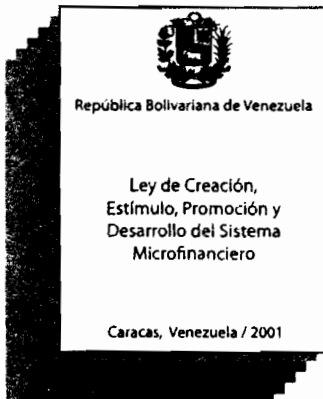 República Bolivariana de Venezuela
Ley de Creación,
Estímulo, Promoción y
Desarrollo del Sistema
Microfinanciero
Caracas, Venezuela / 2001